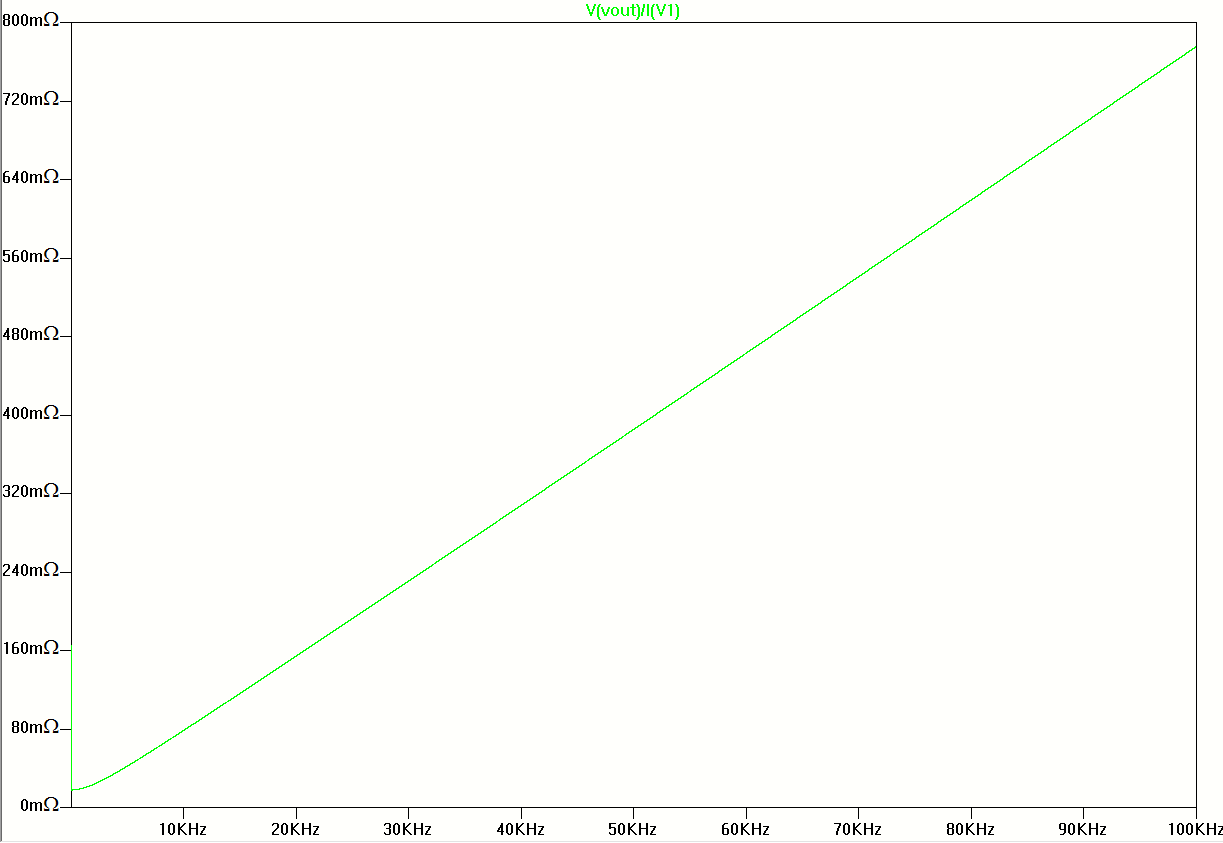 V(vout)/I(V1)
800mΩ
720mΩ
640mΩ
560mΩ
480mΩ
400mΩ
320mΩ
240mΩ
160mΩ
80mΩ
0mΩ
10KHz 20KHz 30KHz 40KHz 50KHz 60KHz 70KHz 80KHz 90KHz 100KHz